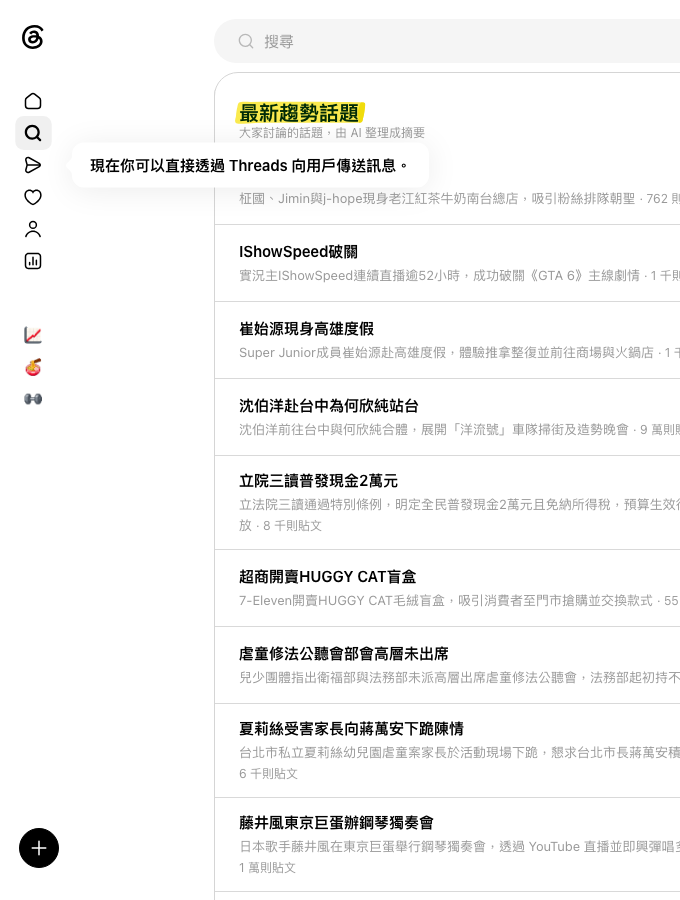 搜尋
最新趨勢話題
大家討論的話題，由 AI 整理成摘要
現在你可以直接透過 Threads 向用戶傳送訊息。
柾國、Jimin與j-hope現身老江紅茶牛奶南台總店，吸引粉絲排隊朝聖 · 762 則
IShowSpeed破關
實況主IShowSpeed連續直播逾52小時，成功破關《GTA 6》主線劇情 · 1 千則
崔始源現身高雄度假
Super Junior成員崔始源赴高雄度假，體驗推拿整復並前往商場與火鍋店 · 1 千
沈伯洋赴台中為何欣純站台
沈伯洋前往台中與何欣純合體，展開「洋流號」車隊掃街及造勢晚會 · 9 萬則貼
立院三讀普發現金2萬元
立法院三讀通過特別條例，明定全民普發現金2萬元且免納所得稅，預算生效後
放 · 8 千則貼文
超商開賣HUGGY CAT盲盒
7-Eleven開賣HUGGY CAT毛絨盲盒，吸引消費者至門市搶購並交換款式 · 55
虐童修法公聽會部會高層未出席
兒少團體指出衛福部與法務部未派高層出席虐童修法公聽會，法務部起初持不
夏莉絲受害家長向蔣萬安下跪陳情
台北市私立夏莉絲幼兒園虐童案家長於活動現場下跪，懇求台北市長蔣萬安積
6 千則貼文
藤井風東京巨蛋辦鋼琴獨奏會
日本歌手藤井風在東京巨蛋舉行鋼琴獨奏會，透過 YouTube 直播並即興彈唱多
1 萬則貼文